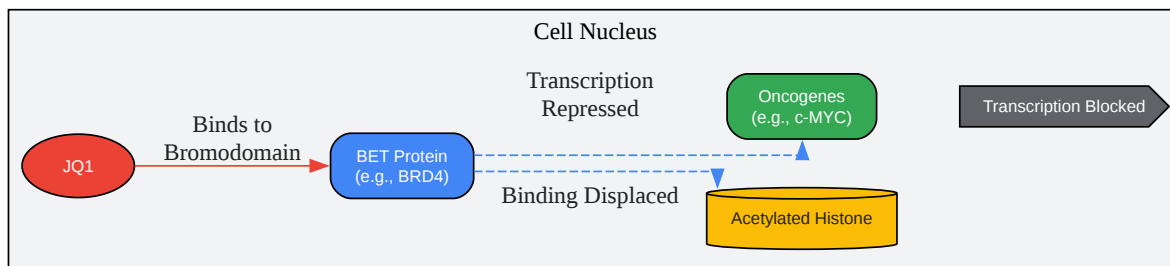 Cell Nucleus
JQ1
Binds to
Bromodomain
BET Protein
(e.g., BRD4)
Transcription
Repressed
Binding Displaced
Oncogenes
(e.g., c-MYC)
Acetylated Histone
Transcription Blocked